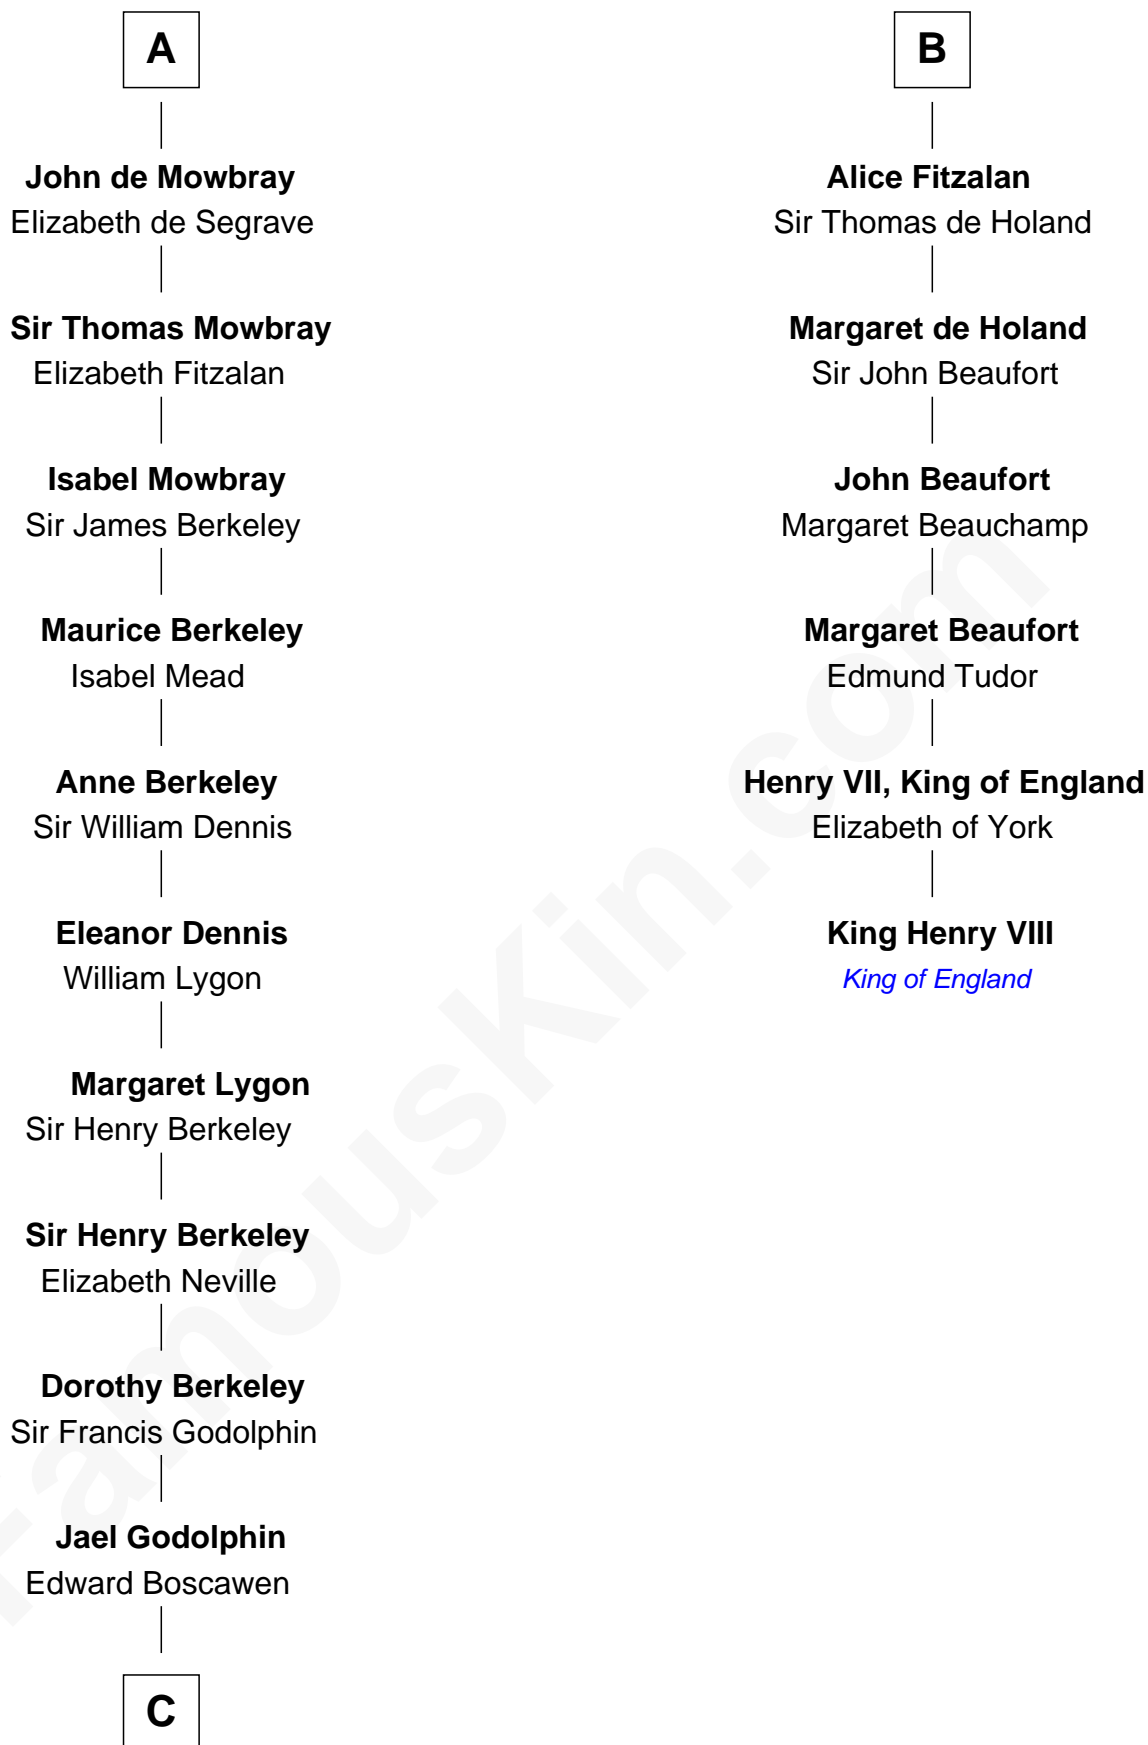 A
John de Mowbray
Elizabeth de Segrave
Sir Thomas Mowbray
Elizabeth Fitzalan
Isabel Mowbray
Sir James Berkeley
Maurice Berkeley
Isabel Mead
Anne Berkeley
Sir William Dennis
Eleanor Dennis
William Lygon
Margaret Lygon
Sir Henry Berkeley
Sir Henry Berkeley
Elizabeth Neville
Dorothy Berkeley
Sir Francis Godolphin
Jael Godolphin
Edward Boscawen
C
B
Alice Fitzalan
Sir Thomas de Holand
Margaret de Holand
Sir John Beaufort
John Beaufort
Margaret Beauchamp
Margaret Beaufort
Edmund Tudor
Henry VII, King of England
Elizabeth of York
King Henry VIII
King of England
FamousKin.com